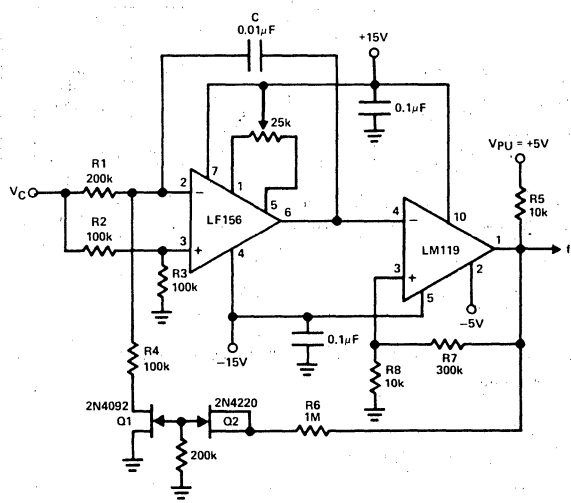 C
0.01μF
+15V
0.1μF
25k
7
1
5
VPU = +5V
R5
10k
R1
200k
VC
2
−
LF156
6
4
−
10
LM119
1
f
R2
100k
3
+
4
3
+
5
2
−5V
R3
100k
0.1μF
−15V
R7
300k
R8
10k
R4
100k
2N4092
Q1
2N4220
Q2
R6
1M
200k